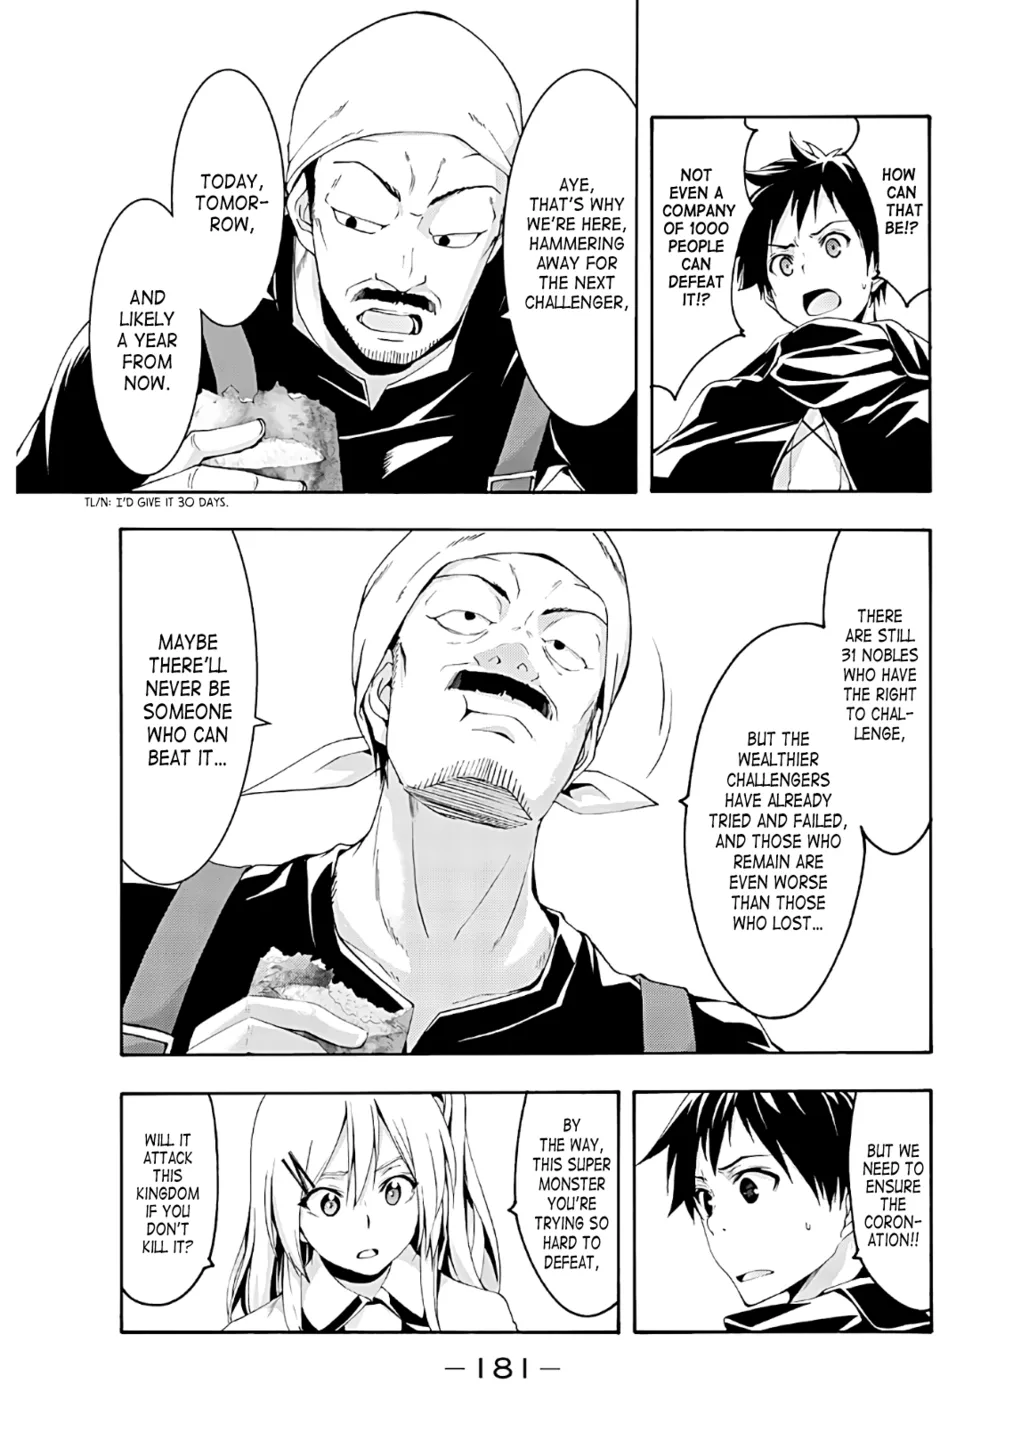 HOW
CAN
THAT
BE!?
NOT
EVEN A
COMPANY
OF 1000
PEOPLE
CAN
DEFEAT
IT!?
AYE,
THAT'S WHY
WE'RE HERE,
HAMMERING
AWAY FOR
THE NEXT
CHALLENGER,
TODAY,
TOMOR-
ROW,
AND
LIKELY
A YEAR
FROM
NOW.
TL/N: I'D GIVE IT 30 DAYS.
THERE
ARE STILL
31 NOBLES
WHO HAVE
THE RIGHT
TO CHAL-
LENGE,
BUT THE
WEALTHIER
CHALLENGERS
HAVE ALREADY
TRIED AND FAILED,
AND THOSE WHO
REMAIN ARE
EVEN WORSE
THAN THOSE
WHO LOST...
MAYBE
THERE'LL
NEVER BE
SOMEONE
WHO CAN
BEAT IT...
BUT WE
NEED TO
ENSURE
THE
CORON-
ATION!!
BY
THE WAY,
THIS SUPER
MONSTER
YOU'RE
TRYING SO
HARD TO
DEFEAT,
WILL IT
ATTACK
THIS
KINGDOM
IF YOU
DON'T
KILL IT?
—181—